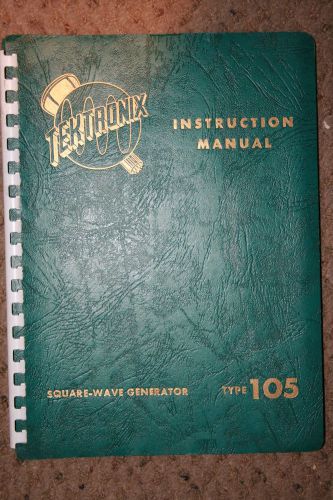 TEKTRONIX
INSTRUCTION
MANUAL
SQUARE-WAVE GENERATOR TYPE 105